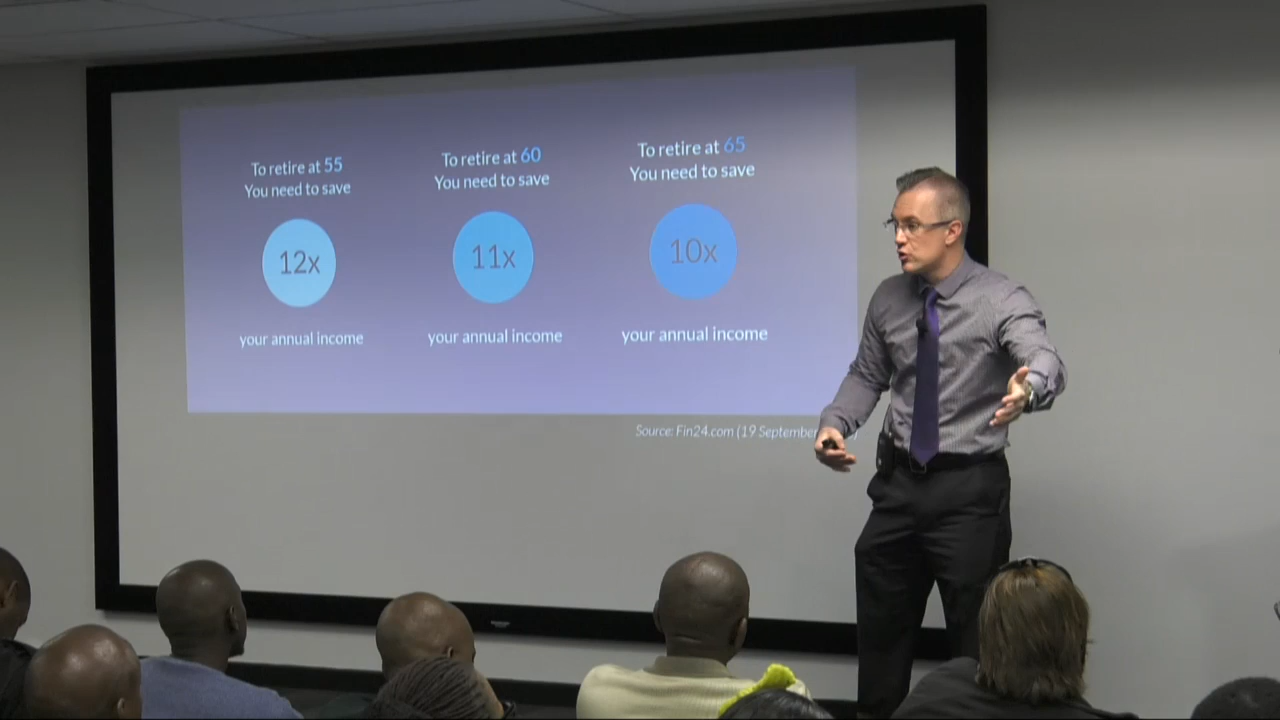 To retire at 55
You need to save
12x
your annual income
To retire at 60
You need to save
11x
your annual income
To retire at 65
You need to save
10x
your annual income
Source: Fin24.com (19 September